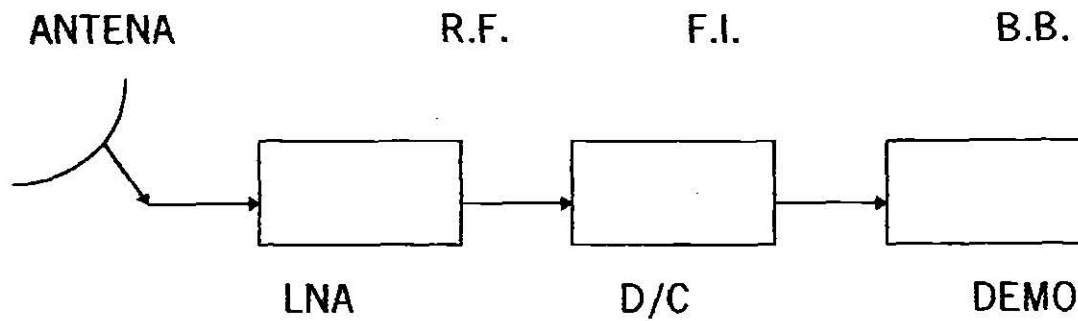 ANTENA R.F. F.I. B.B.
LNA D/C DEMO